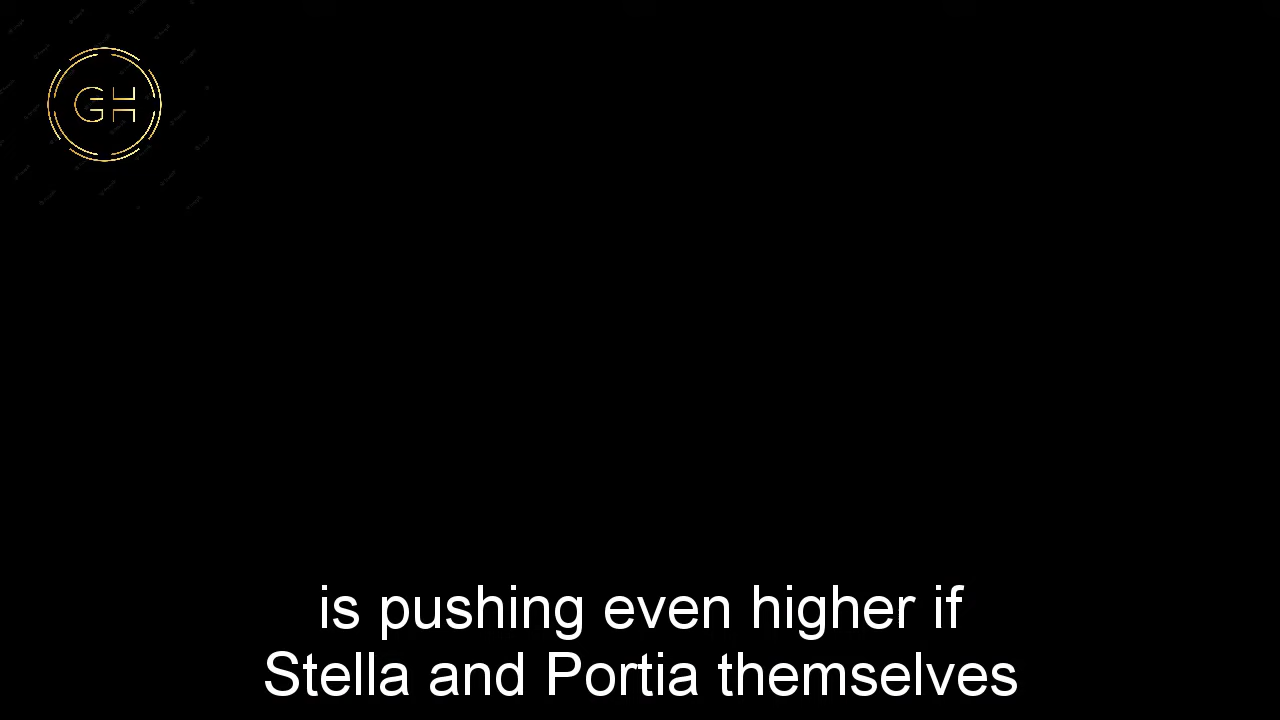 GH
is pushing even higher if
Stella and Portia themselves